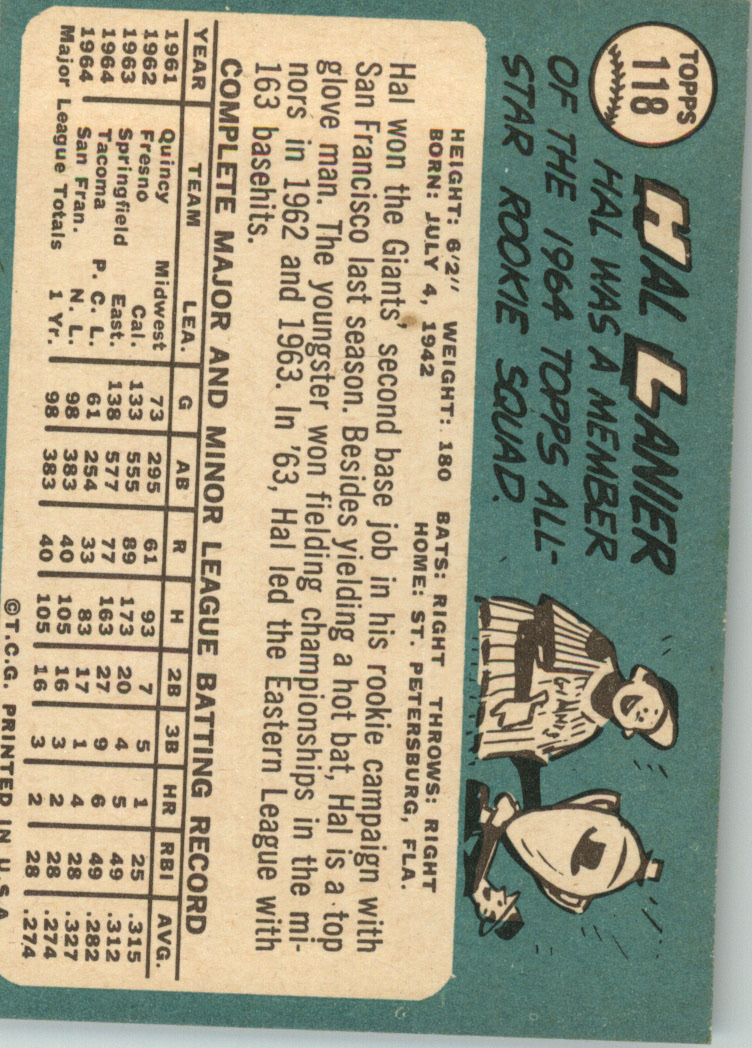 TOPPS
118
HAL LANIER
HAL WAS A MEMBER
OF THE 1964 TOPPS ALL-
STAR ROOKIE SQUAD.
GIANTS
HEIGHT: 6'2" WEIGHT: 180 BATS: RIGHT THROWS: RIGHT
BORN: JULY 4, 1942 HOME: ST. PETERSBURG, FLA.
Hal won the Giants' second base job in his rookie campaign with
San Francisco last season. Besides yielding a hot bat, Hal is a top
glove man. The youngster won fielding championships in the mi-
nors in 1962 and 1963. In '63, Hal led the Eastern League with
163 basehits.
COMPLETE MAJOR AND MINOR LEAGUE BATTING RECORD
YEAR TEAM LEA. G AB R H 2B 3B HR RBI AVG.
1961 Quincy Midwest 73 295 61 93 7 5 1 25 .315
1962 Fresno Cal. 133 555 89 173 20 4 5 49 .312
1963 Springfield East. 138 577 77 163 27 9 6 49 .282
1964 Tacoma P. C. L. 61 254 33 83 17 1 4 28 .327
1964 San Fran. N. L. 98 383 40 105 16 3 2 28 .274
Major League Totals 1 Yr. 98 383 40 105 16 3 2 28 .274
©T.C.G. PRINTED IN U.S.A.